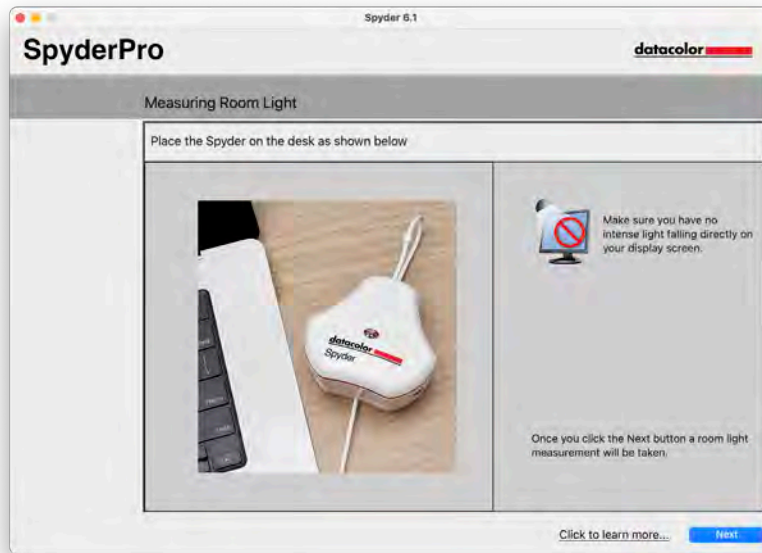 Spyder 6.1
SpyderPro
datacolor
Measuring Room Light
Place the Spyder on the desk as shown below
Make sure you have no
intense light falling directly on
your display screen.
datacolor
Spyder
Once you click the Next button a room light
measurement will be taken.
Click to learn more...
Next